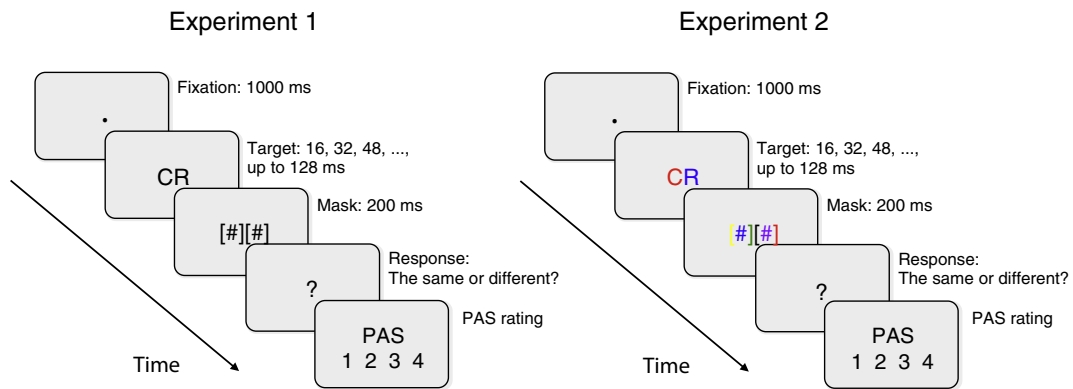 Experiment 1
Fixation: 1000 ms
Target: 16, 32, 48, ...,
up to 128 ms
CR
Mask: 200 ms
[#][#]
Response:
The same or different?
?
PAS rating
PAS
1 2 3 4
Time
Experiment 2
Fixation: 1000 ms
Target: 16, 32, 48, ...,
up to 128 ms
CR
Mask: 200 ms
[#][#]
Response:
The same or different?
?
PAS rating
PAS
1 2 3 4
Time